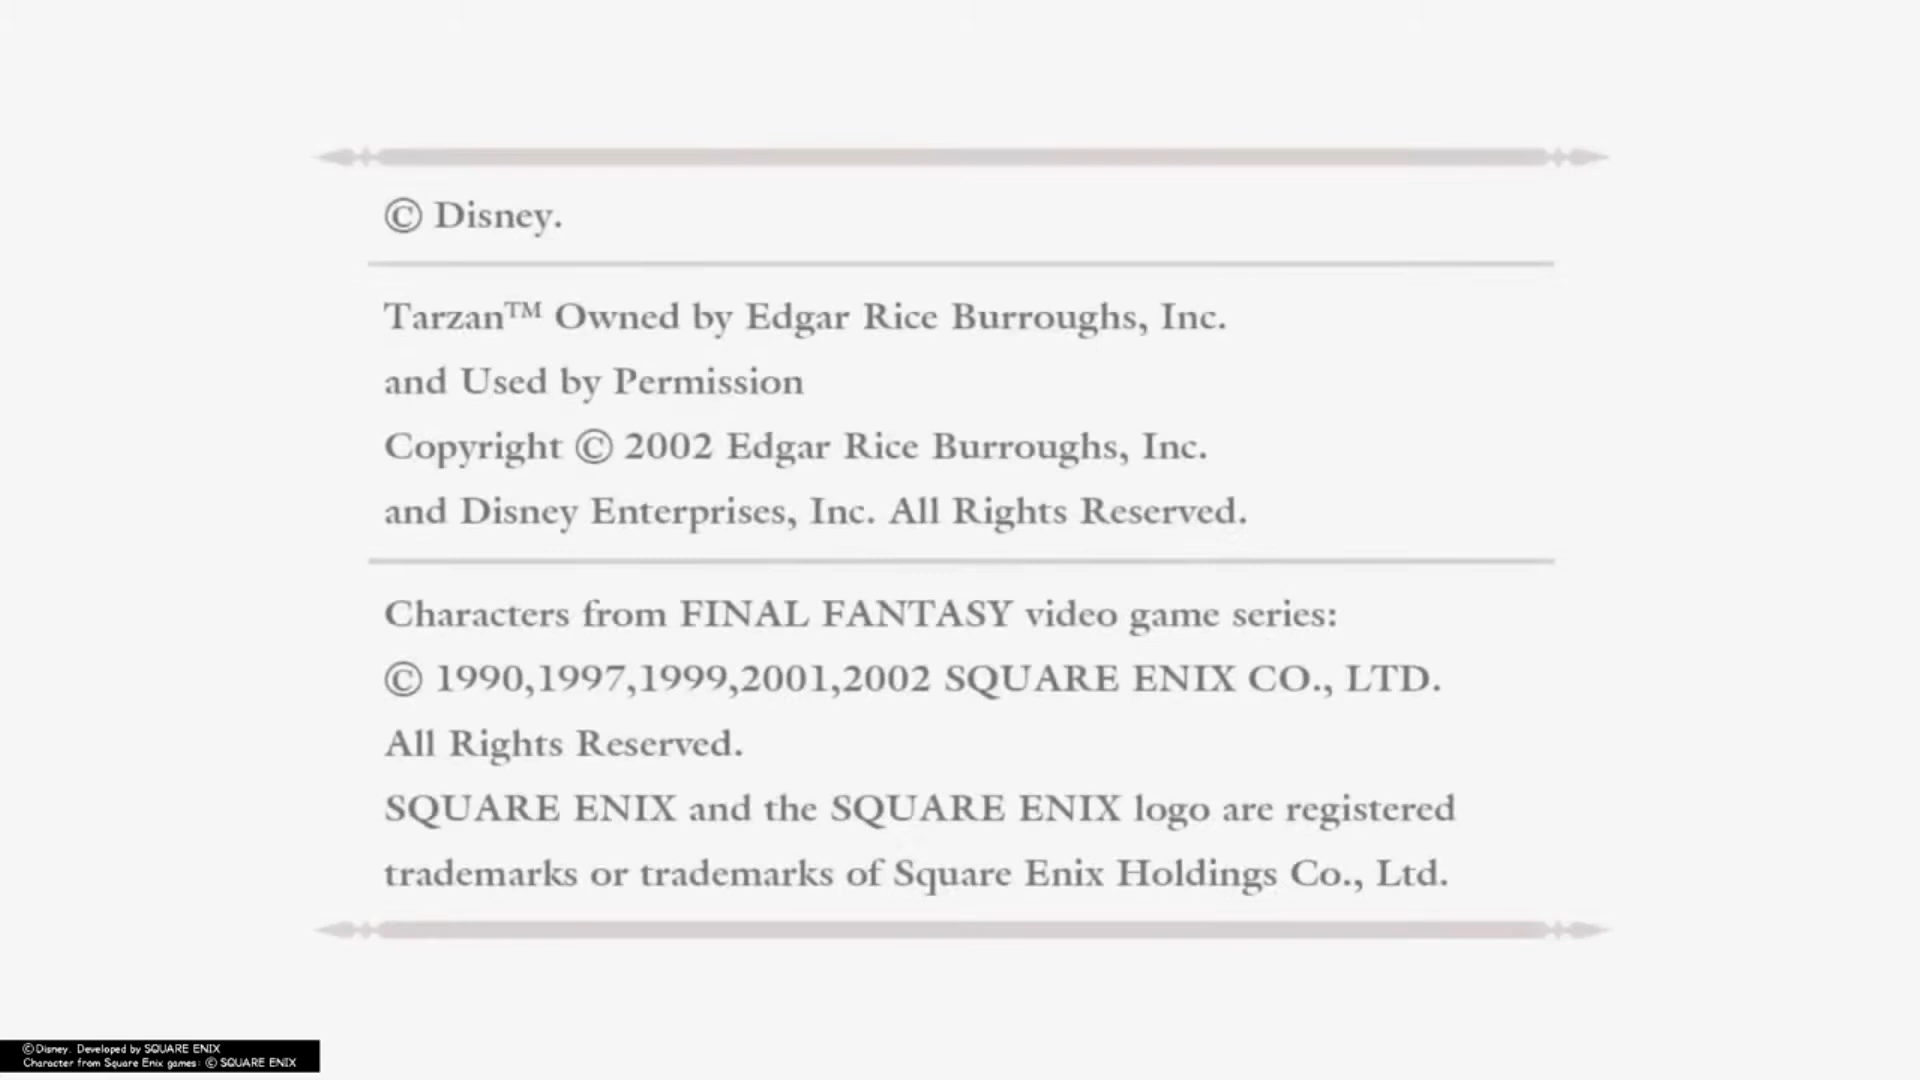 © Disney.
Tarzan™ Owned by Edgar Rice Burroughs, Inc.
and Used by Permission
Copyright © 2002 Edgar Rice Burroughs, Inc.
and Disney Enterprises, Inc. All Rights Reserved.
Characters from FINAL FANTASY video game series:
© 1990,1997,1999,2001,2002 SQUARE ENIX CO., LTD.
All Rights Reserved.
SQUARE ENIX and the SQUARE ENIX logo are registered
trademarks or trademarks of Square Enix Holdings Co., Ltd.
©Disney. Developed by SQUARE ENIX
Character from Square Enix games: © SQUARE ENIX